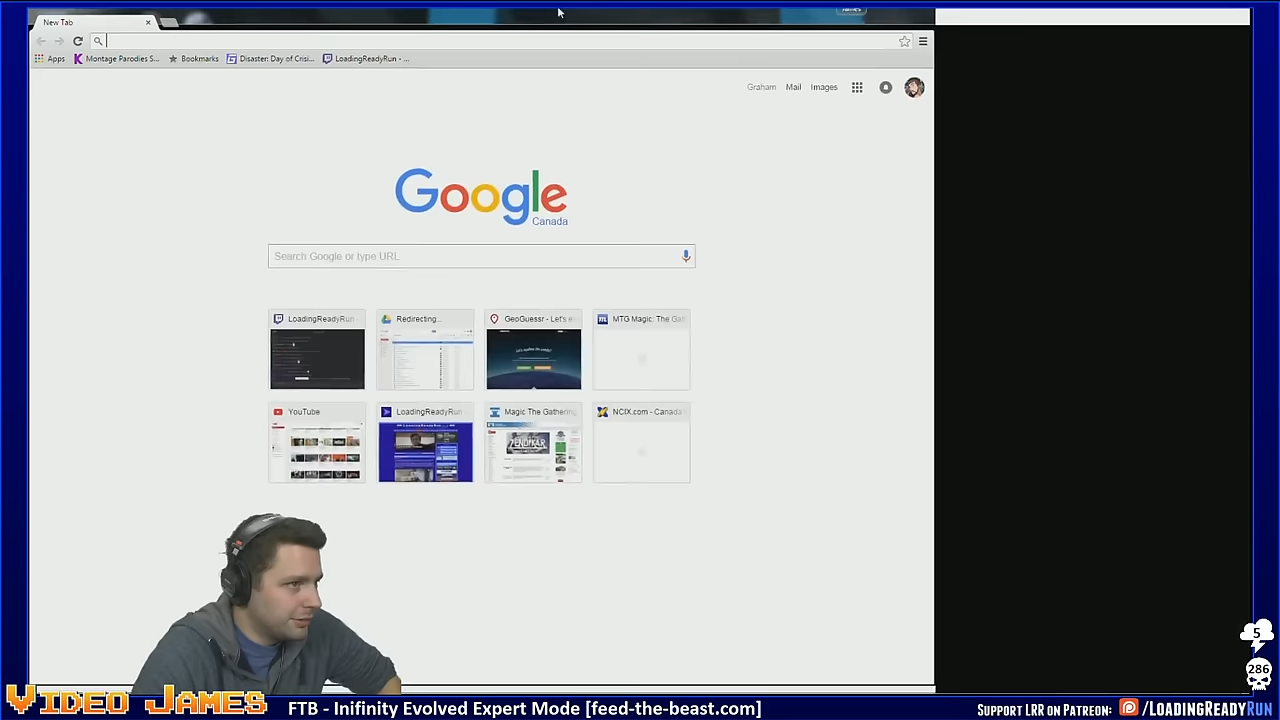 New Tab
Apps
Montage Parodies S...
Bookmarks
Disaster: Day of Crisi...
LoadingReadyRun - ...
Graham
Mail
Images
Google
Canada
Search Google or type URL
LoadingReadyRun -
Redirecting...
GeoGuessr - Let's e
MTG Magic: The Gath
YouTube
LoadingReadyRun -
Magic The Gathering
NCIX.com - Canada
ZENDIKAR
5
286
VIDEO JAMES
FTB - Inifinity Evolved Expert Mode [feed-the-beast.com]
SUPPORT LRR ON PATREON: /LOADINGREADYRUN